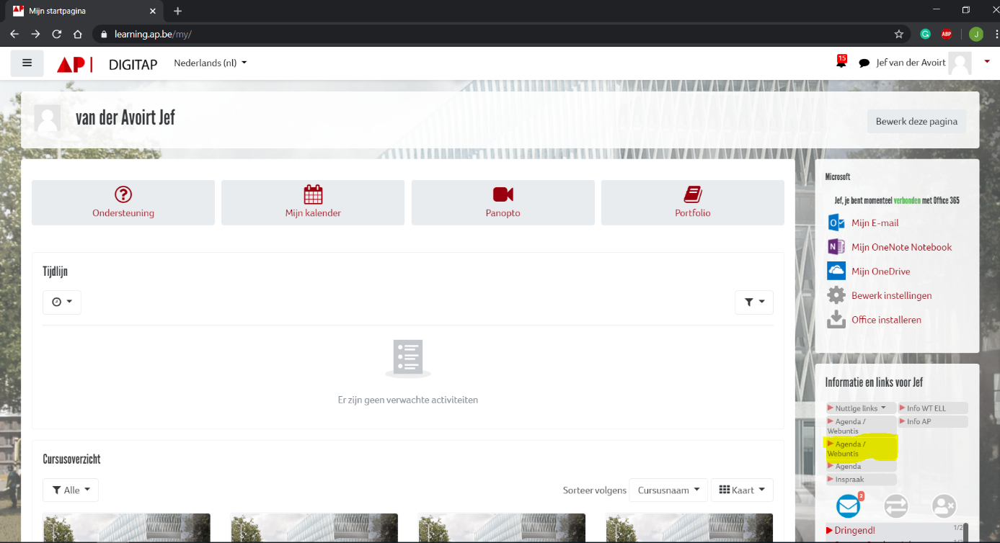 Mijn startpagina
learning.ap.be/my/
ABP
J
AP
DIGITAP
Nederlands (nl)
15
Jef van der Avoirt
van der Avoirt Jef
Bewerk deze pagina
Ondersteuning
Mijn kalender
Panopto
Portfolio
Tijdlijn
Er zijn geen verwachte activiteiten
Cursusoverzicht
Alle
Sorteer volgens
Cursusnaam
Kaart
Microsoft
Jef, je bent momenteel verbonden met Office 365
Mijn E-mail
Mijn OneNote Notebook
Mijn OneDrive
Bewerk instellingen
Office installeren
Informatie en links voor Jef
Nuttige links
Info WT ELL
Agenda /
Webuntis
Info AP
Agenda /
Webuntis
Agenda
Inspraak
2
Dringend!
1/2